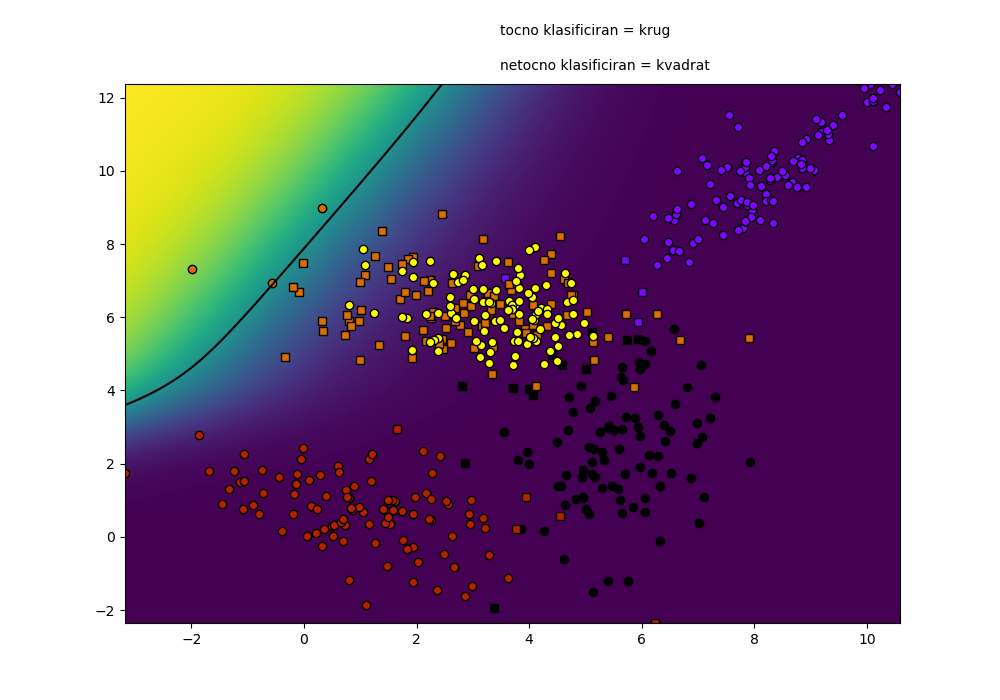 tocno klasificiran = krug
netocno klasificiran = kvadrat
12
10
8
6
4
2
0
−2
−2 0 2 4 6 8 10